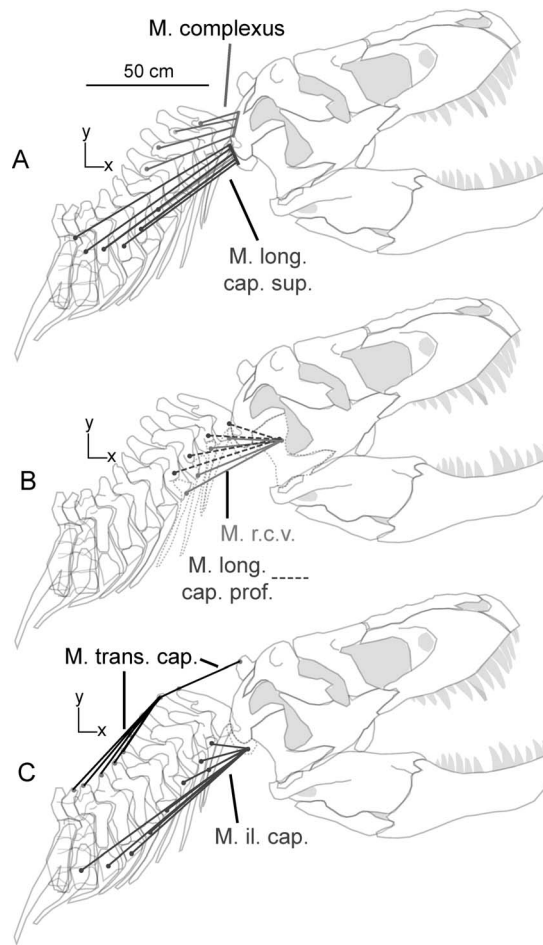 M. complexus
50 cm
y
x
A
M. long.
cap. sup.
y
x
B
M. r.c.v.
M. long.
cap. prof.
M. trans. cap.
y
x
C
M. il. cap.